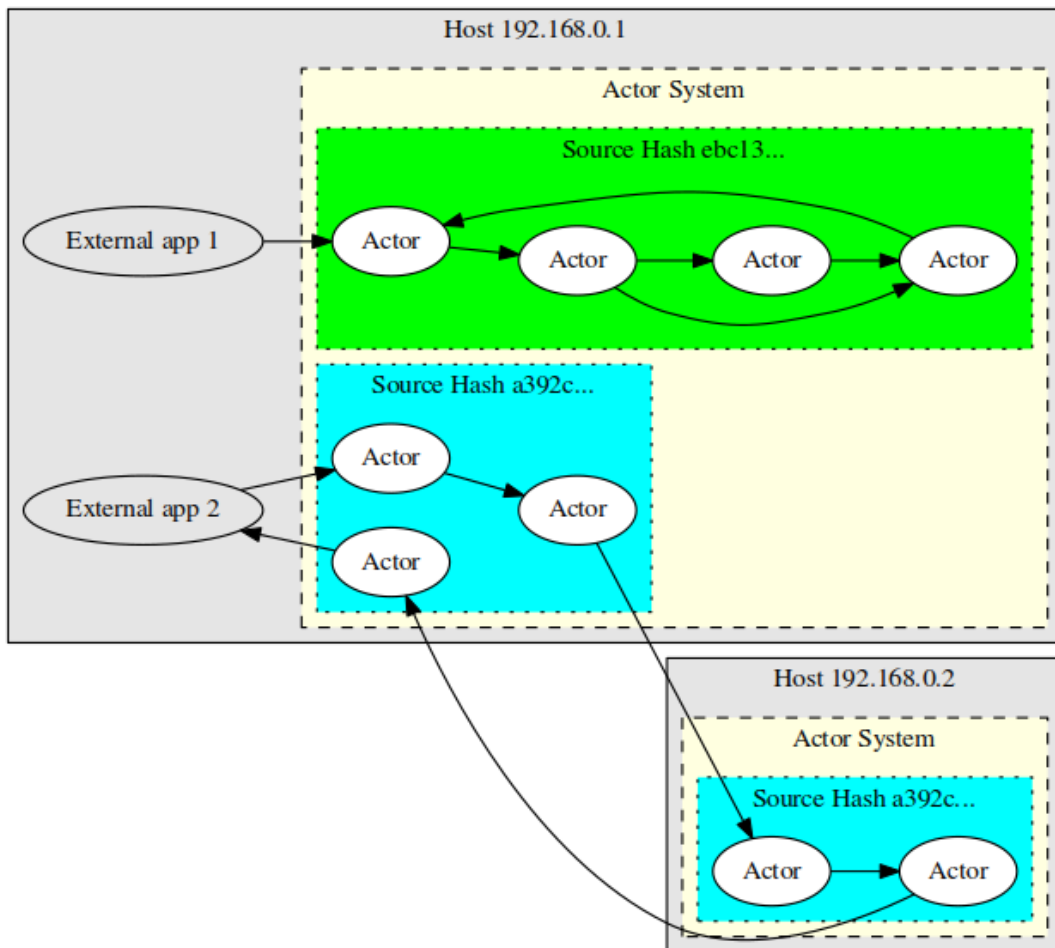 Host 192.168.0.1
Actor System
Source Hash ebc13...
External app 1
Actor
Actor
Actor
Actor
Source Hash a392c...
Actor
External app 2
Actor
Actor
Host 192.168.0.2
Actor System
Source Hash a392c...
Actor
Actor